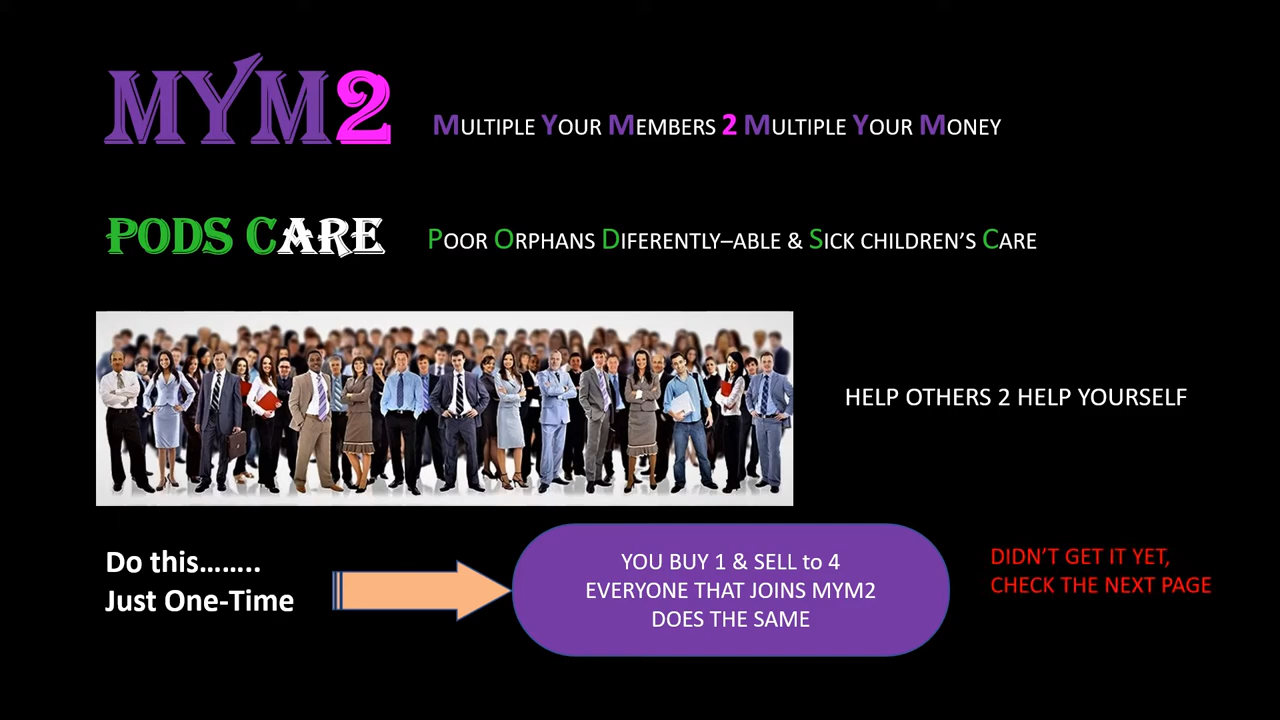 MYM2 MULTIPLE YOUR MEMBERS 2 MULTIPLE YOUR MONEY
PODS CARE POOR ORPHANS DIFERENTLY–ABLE & SICK CHILDREN’S CARE
HELP OTHERS 2 HELP YOURSELF
Do this........
Just One-Time
YOU BUY 1 & SELL to 4
EVERYONE THAT JOINS MYM2
DOES THE SAME
DIDN’T GET IT YET,
CHECK THE NEXT PAGE